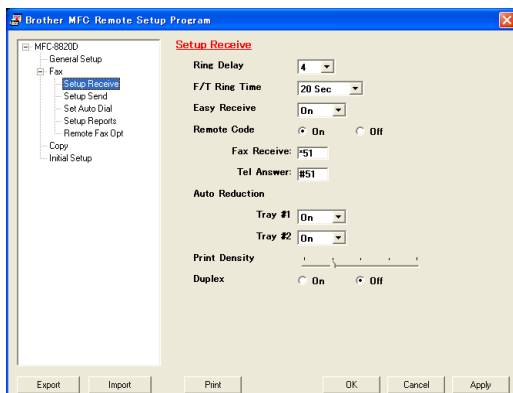 Brother MFC Remote Setup Program
MFC-8820D
General Setup
Fax
Setup Receive
Setup Send
Set Auto Dial
Setup Reports
Remote Fax Opt
Copy
Initial Setup
Setup Receive
Ring Delay 4
F/T Ring Time 20 Sec
Easy Receive On
Remote Code On Off
Fax Receive: *51
Tel Answer: #51
Auto Reduction
Tray #1 On
Tray #2 On
Print Density
Duplex On Off
Export Import Print OK Cancel Apply